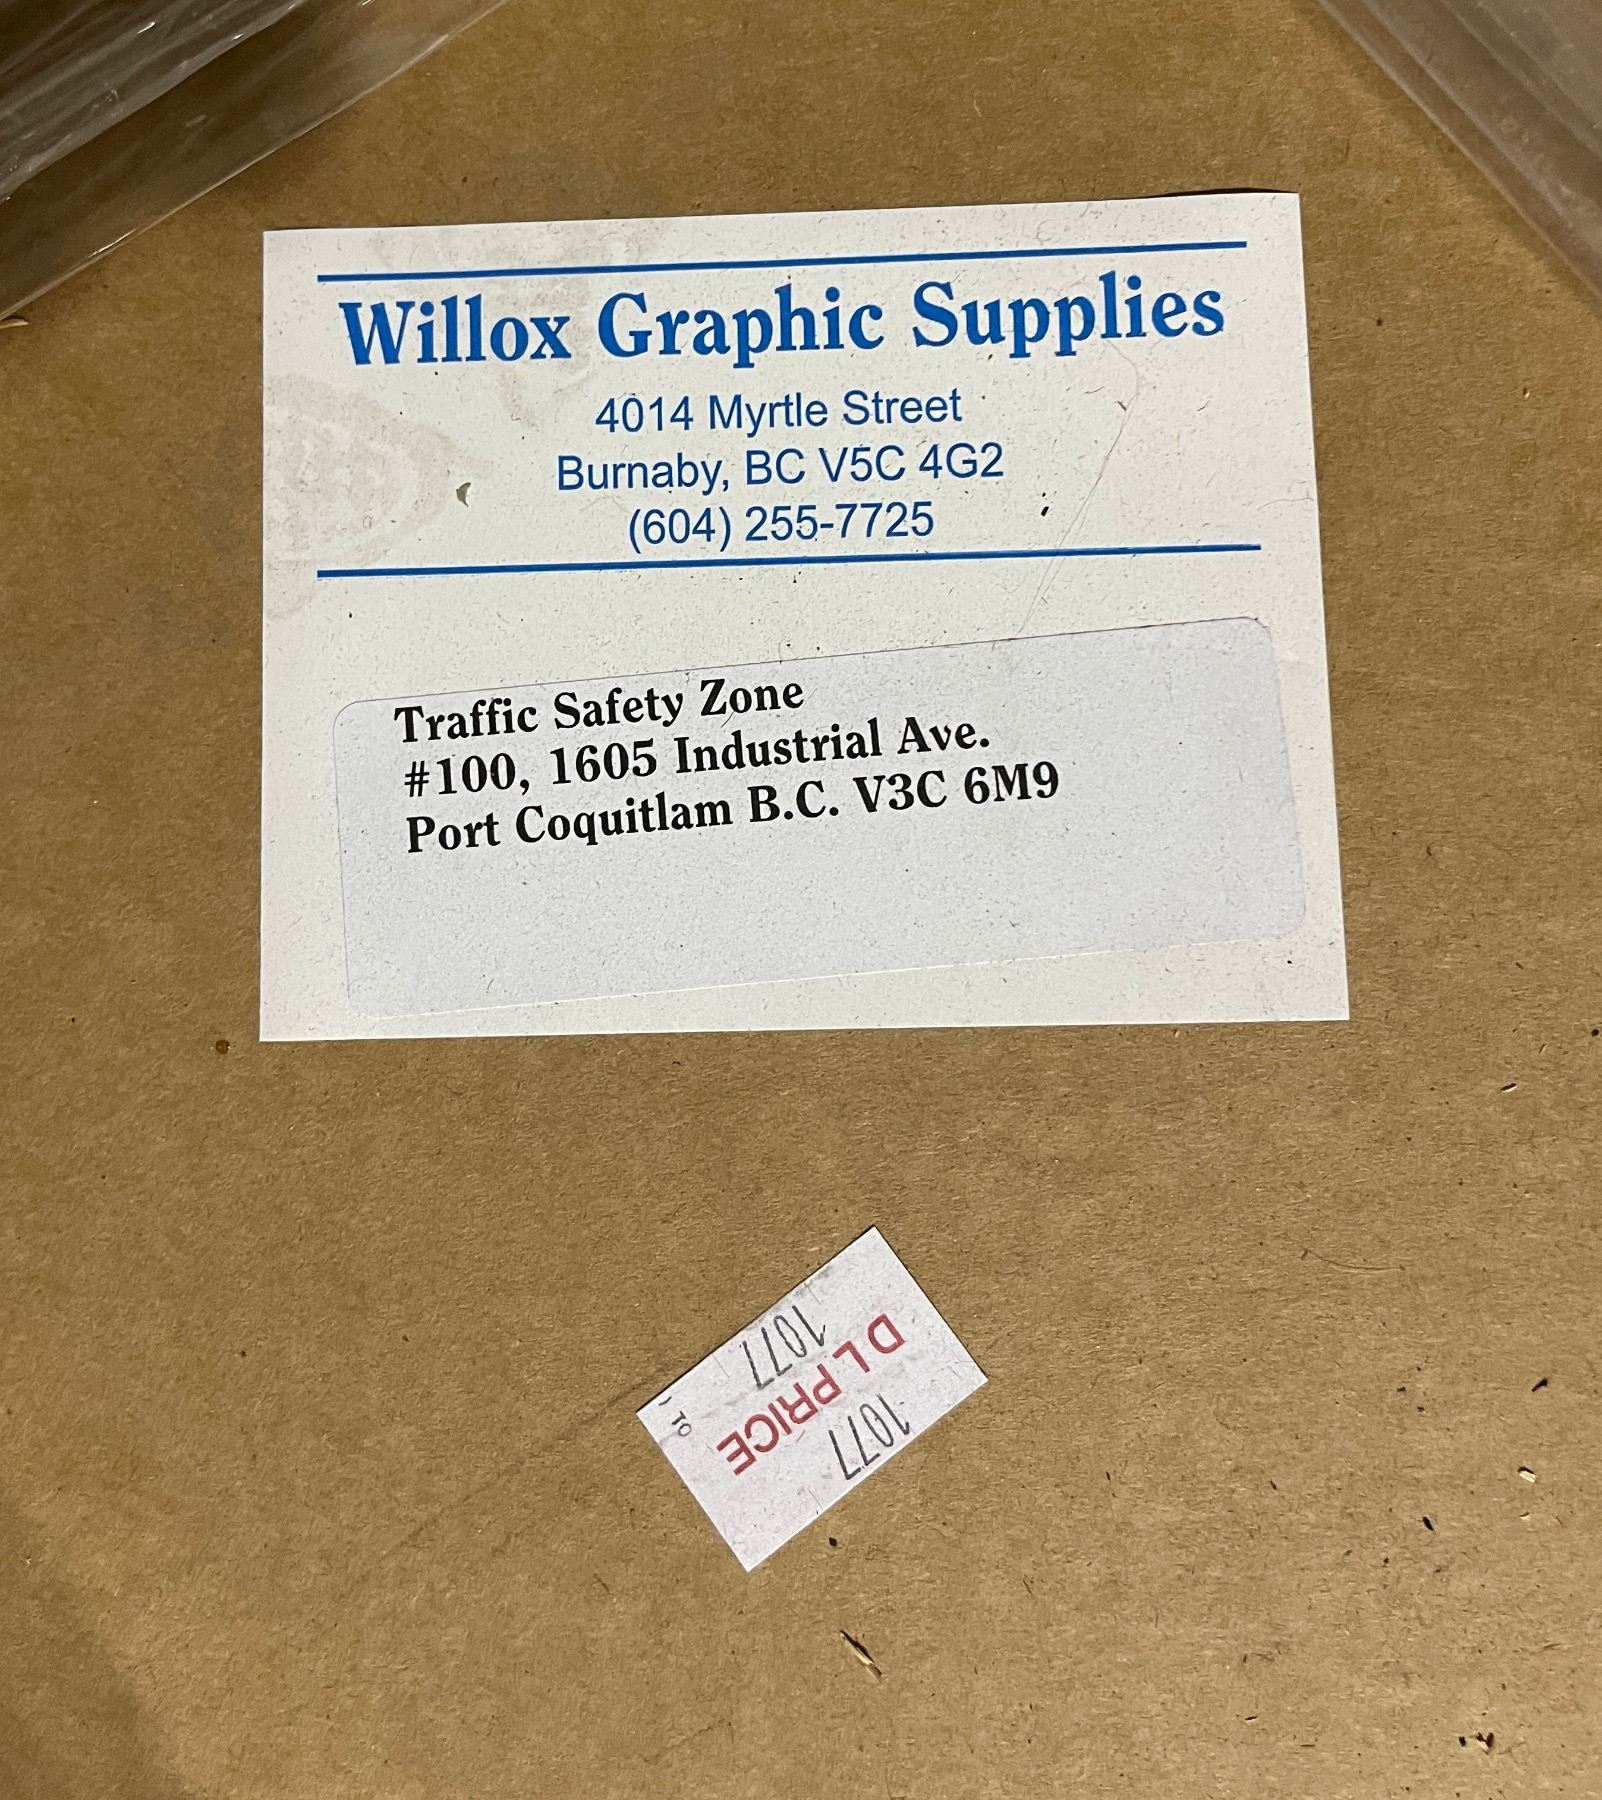 Willox Graphic Supplies
4014 Myrtle Street
Burnaby, BC V5C 4G2
(604) 255-7725
Traffic Safety Zone
#100, 1605 Industrial Ave.
Port Coquitlam B.C. V3C 6M9
1077
D L PRICE
1077